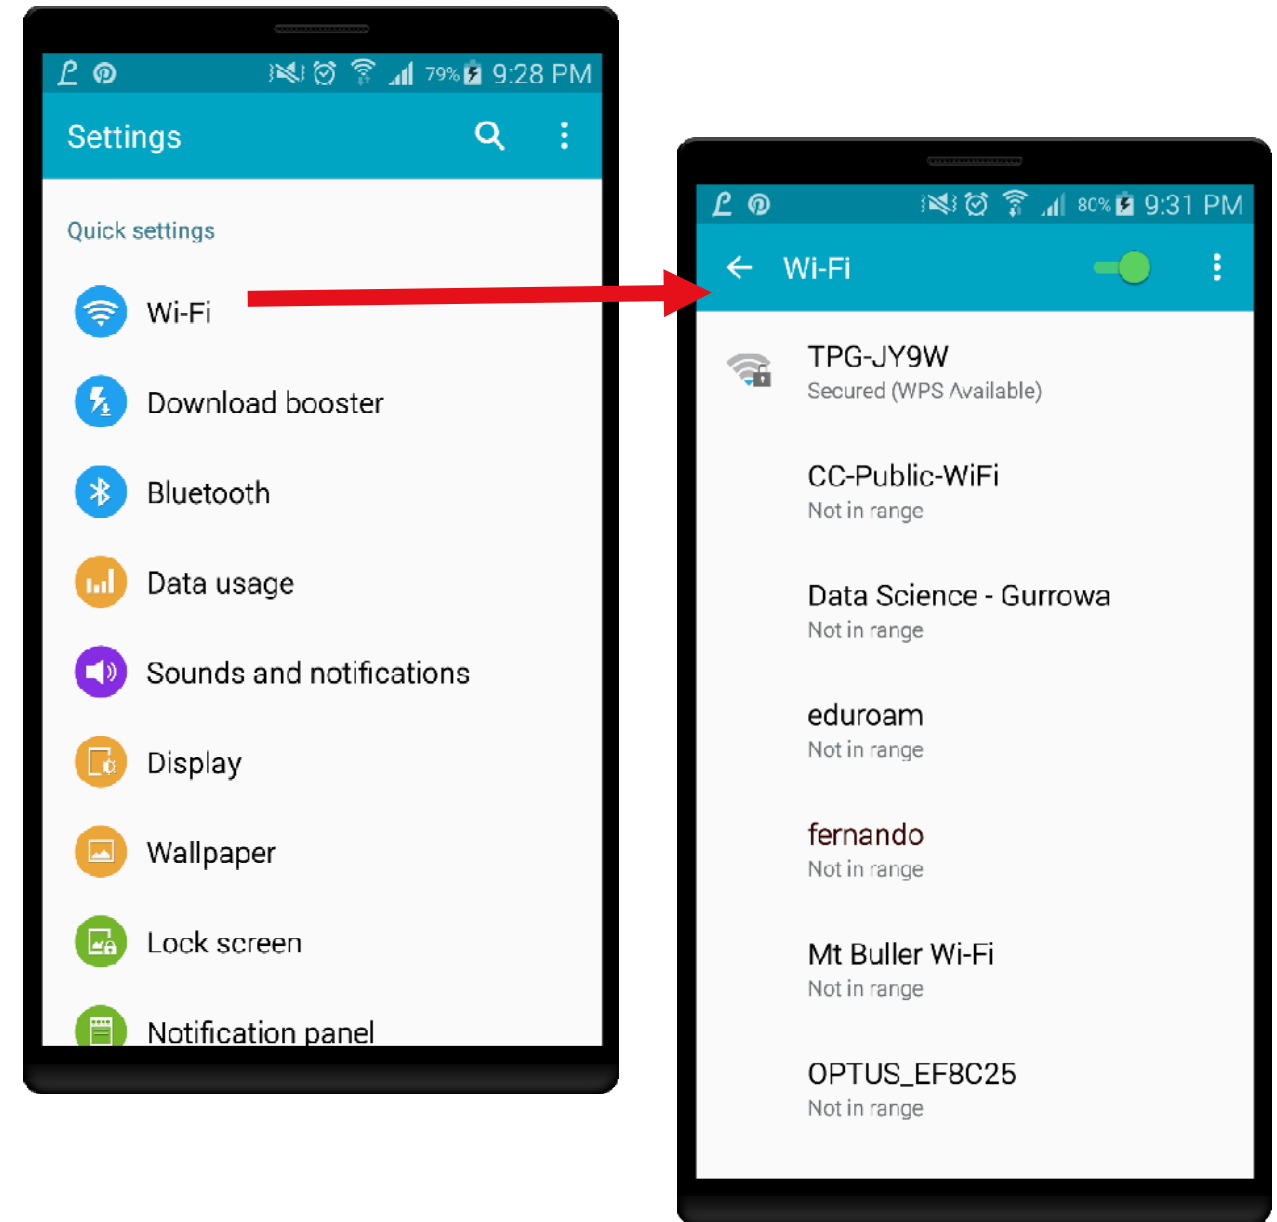 79% 9:28 PM
Settings
Quick settings
Wi-Fi
Download booster
Bluetooth
Data usage
Sounds and notifications
Display
Wallpaper
Lock screen
Notification panel
80% 9:31 PM
Wi-Fi
TPG-JY9W
Secured (WPS Available)
CC-Public-WiFi
Not in range
Data Science - Gurrowa
Not in range
eduroam
Not in range
fernando
Not in range
Mt Buller Wi-Fi
Not in range
OPTUS_EF8C25
Not in range